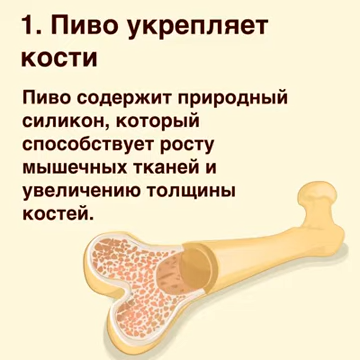 1. Пиво укрепляет
кости
Пиво содержит природный
силикон, который
способствует росту
мышечных тканей и
увеличению толщины
костей.